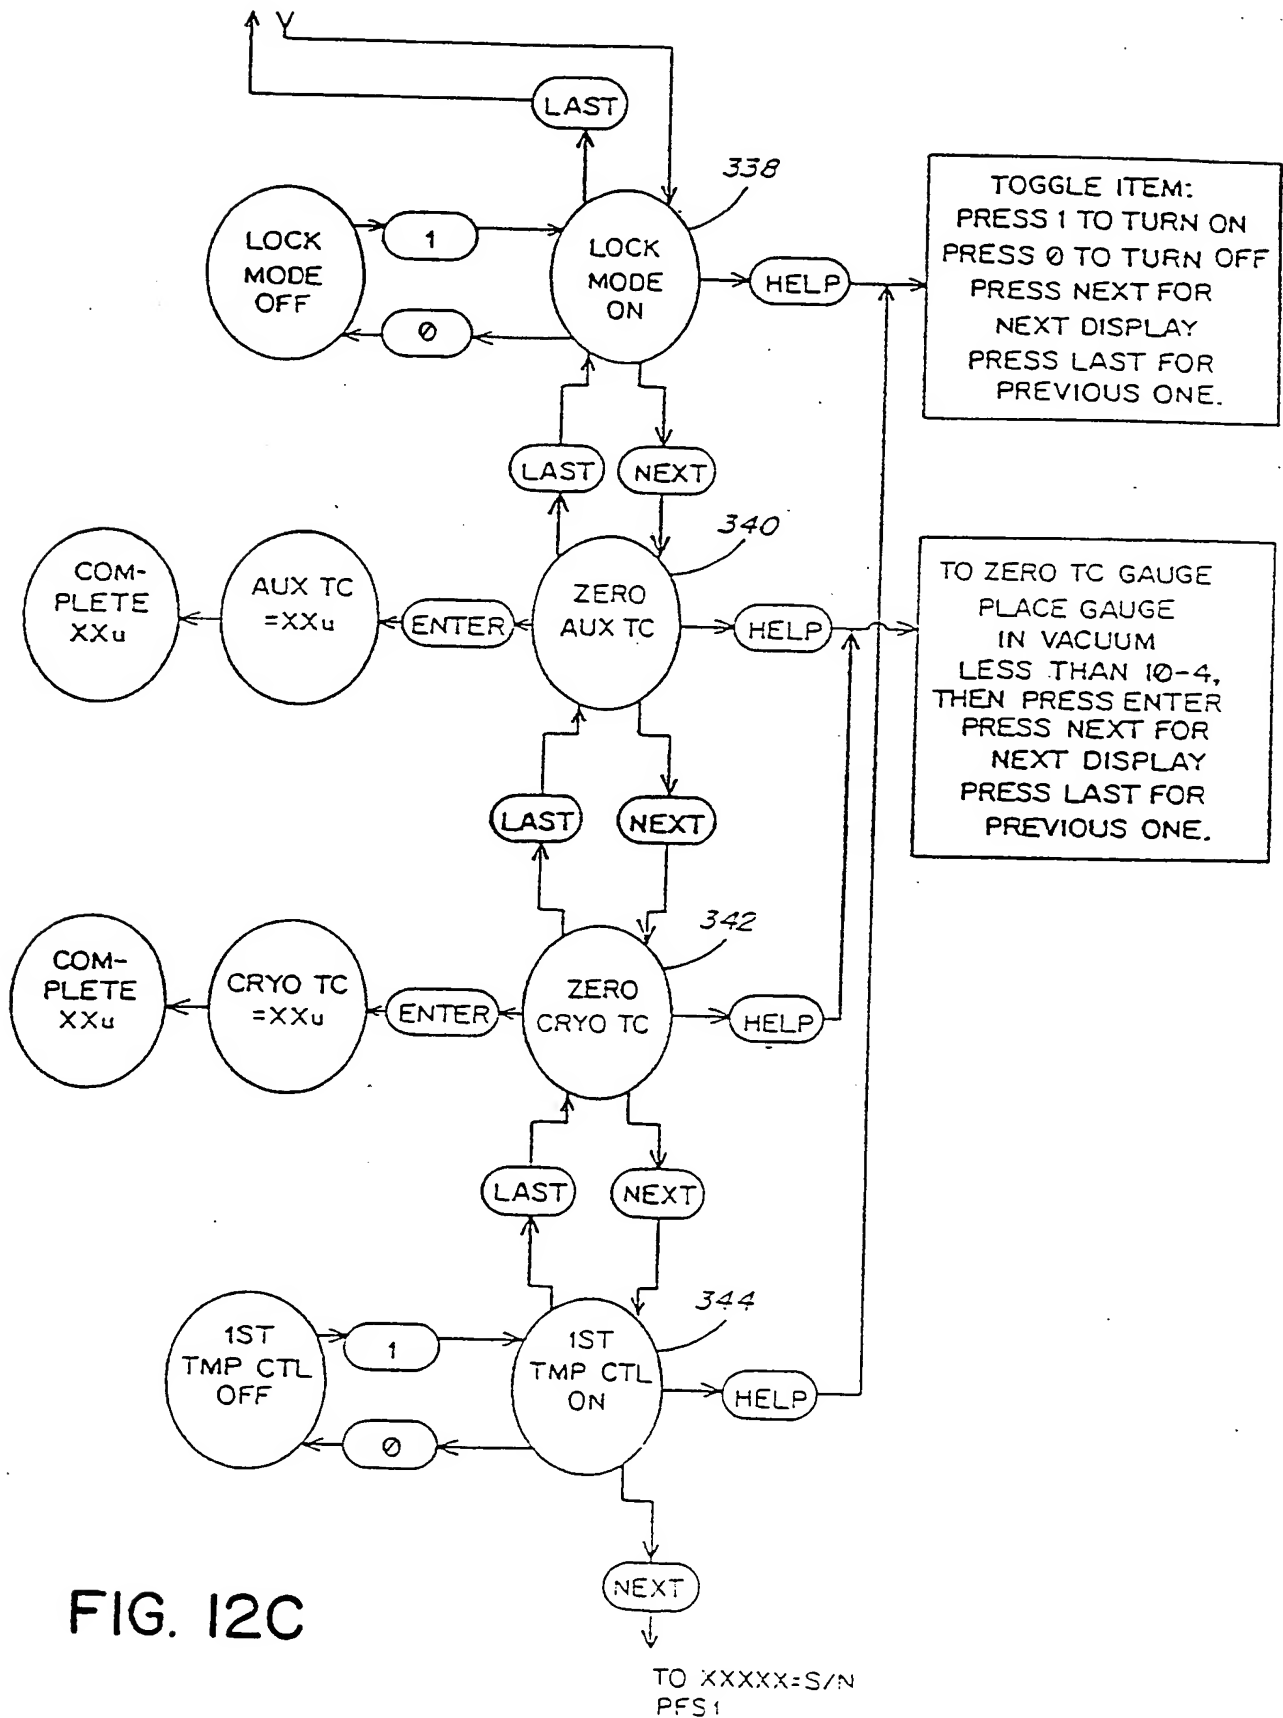 V
LAST
338
LOCK
MODE
OFF
1
0
LOCK
MODE
ON
HELP
TOGGLE ITEM:
PRESS 1 TO TURN ON
PRESS 0 TO TURN OFF
PRESS NEXT FOR
NEXT DISPLAY
PRESS LAST FOR
PREVIOUS ONE.
LAST
NEXT
340
COM-
PLETE
XXu
AUX TC
=XXu
ENTER
ZERO
AUX TC
HELP
TO ZERO TC GAUGE
PLACE GAUGE
IN VACUUM
LESS THAN 10-4,
THEN PRESS ENTER
PRESS NEXT FOR
NEXT DISPLAY
PRESS LAST FOR
PREVIOUS ONE.
LAST
NEXT
342
COM-
PLETE
XXu
CRYO TC
=XXu
ENTER
ZERO
CRYO TC
HELP
LAST
NEXT
344
1ST
TMP CTL
OFF
1
0
1ST
TMP CTL
ON
HELP
NEXT
TO XXXXX=S/N
PFS1
FIG. 12C